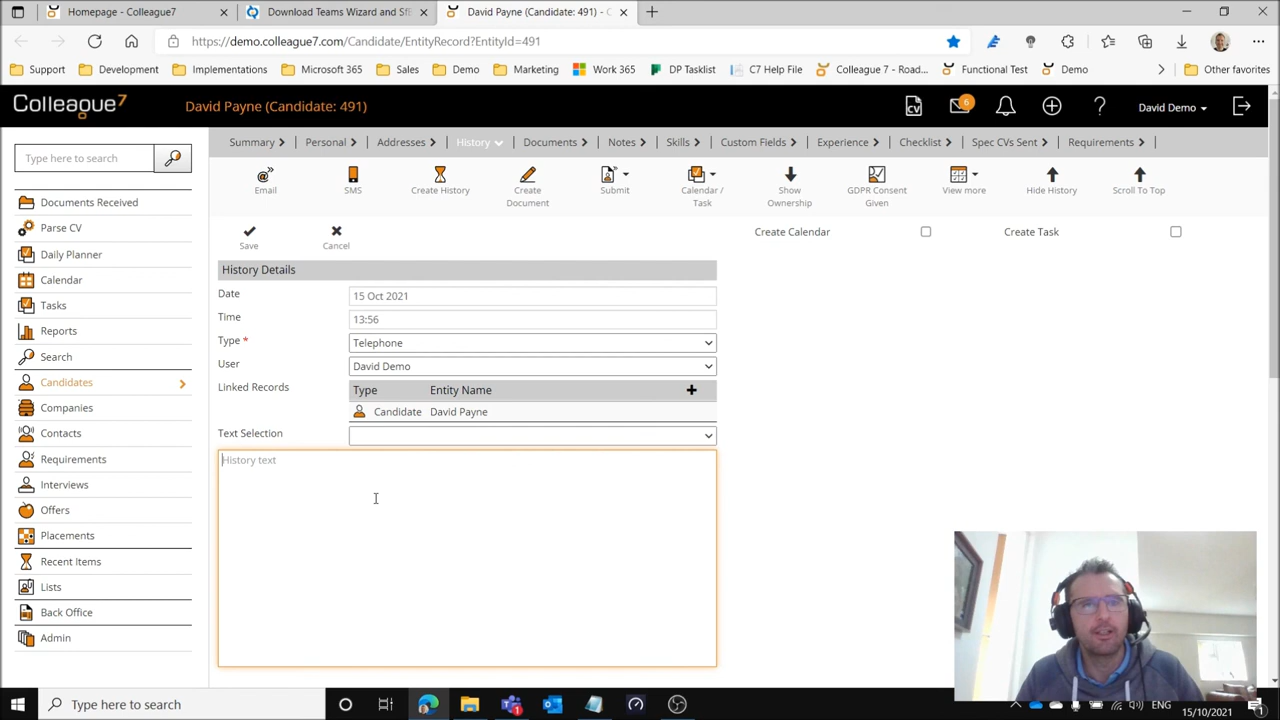 Homepage - Colleague7
Download Teams Wizard and SfE
David Payne (Candidate: 491) - C
https://demo.colleague7.com/Candidate/EntityRecord?EntityId=491
Support
Development
Implementations
Microsoft 365
Sales
Demo
Marketing
Work 365
DP Tasklist
C7 Help File
Colleague 7 - Road...
Functional Test
Demo
Other favorites
Colleague7
David Payne (Candidate: 491)
CV
6
David Demo
Type here to search
Summary
Personal
Addresses
History
Documents
Notes
Skills
Custom Fields
Experience
Checklist
Spec CVs Sent
Requirements
Email
SMS
Create History
Create Document
Submit
Calendar / Task
Show Ownership
GDPR Consent Given
View more
Hide History
Scroll To Top
Documents Received
Parse CV
Daily Planner
Calendar
Tasks
Reports
Search
Candidates
Companies
Contacts
Requirements
Interviews
Offers
Placements
Recent Items
Lists
Back Office
Admin
Save
Cancel
Create Calendar
Create Task
History Details
Date
15 Oct 2021
Time
13:56
Type *
Telephone
User
David Demo
Linked Records
Type
Entity Name
Candidate
David Payne
Text Selection
History text
Type here to search
ENG
13:56
15/10/2021
1